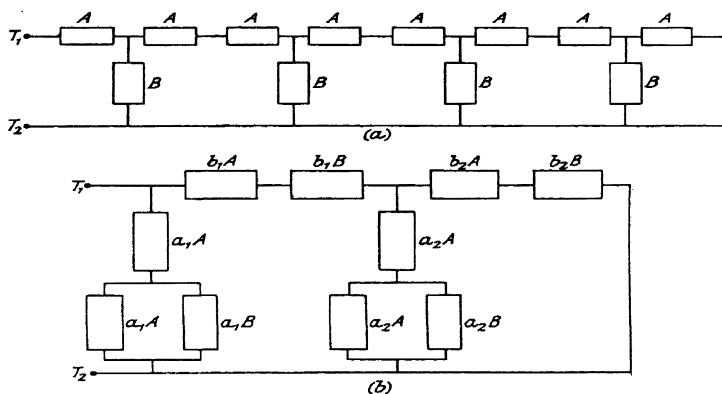 A A A A A A A A
T₁
B B B B
T₂
(a)
b₁A b₁B b₂A b₂B
T₁
a₁A a₂A
a₁A a₁B a₂A a₂B
T₂
(b)